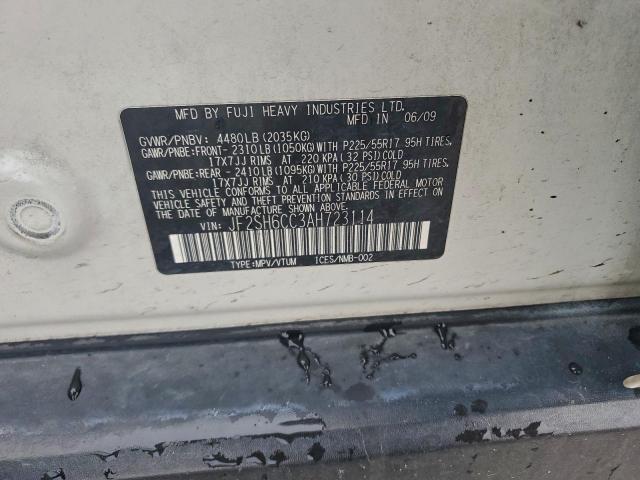 MFD BY FUJI HEAVY INDUSTRIES LTD.
MFD IN 06/09
GVWR/PNBV: 4480LB (2035KG)
GAWR/PNBE: FRONT- 2310LB (1050KG) WITH P225/55R17 95H TIRES,
17X7JJ RIMS AT 220 KPA (32 PSI) COLD
GAWR/PNBE: REAR - 2410LB (1095KG) WITH P225/55R17 95H TIRES,
17X7JJ RIMS AT 210 KPA (30 PSI) COLD
THIS VEHICLE CONFORMS TO ALL APPLICABLE FEDERAL MOTOR
VEHICLE SAFETY AND THEFT PREVENTION STANDARDS IN EFFECT ON
THE DATE OF MANUFACTURE SHOWN ABOVE.
VIN: JF2SH6CC3AH723114
TYPE:MPV/VTUM ICES/NMB-002